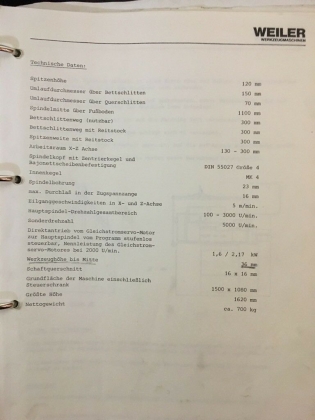 WEILER
WERKZEUGMASCHINEN
Technische Daten:
Spitzenhöhe 120 mm
Umlaufdurchmesser über Bettschlitten 150 mm
Umlaufdurchmesser über Querschlitten 70 mm
Spindelmitte über Fußboden 1100 mm
Bettschlittenweg (nutzbar) 300 mm
Bettschlittenweg mit Reitstock 300 mm
Spitzenweite mit Reitstock 300 mm
Arbeitsraum X-Z Achse 130 - 300 mm
Spindelkopf mit Zentrierkegel und
Bajonettscheibenbefestigung DIN 55027 Größe 4
Innenkegel MK 4
Spindelbohrung 23 mm
max. Durchlaß in der Zugspannzange 16 mm
Eilganggeschwindigkeiten in X- und Z-Achse 5 m/min.
Hauptspindel-Drehzahlgesamtbereich 100 - 3000 U/min.
Sonderdrehzahl 5000 U/min.
Direktantrieb vom Gleichstromservo-Motor
zur Hauptspindel vom Programm stufenlos
steuerbar, Nennleistung des Gleichstrom-
servo-Motores bei 2000 U/min. 1,6 / 2,17 kW
Werkzeughöhe bis Mitte 36 mm
Schaftquerschnitt 16 x 16 mm
Grundfläche der Maschine einschließlich
Steuerschrank 1500 x 1080 mm
Größte Höhe 1620 mm
Nettogewicht ca. 700 kg